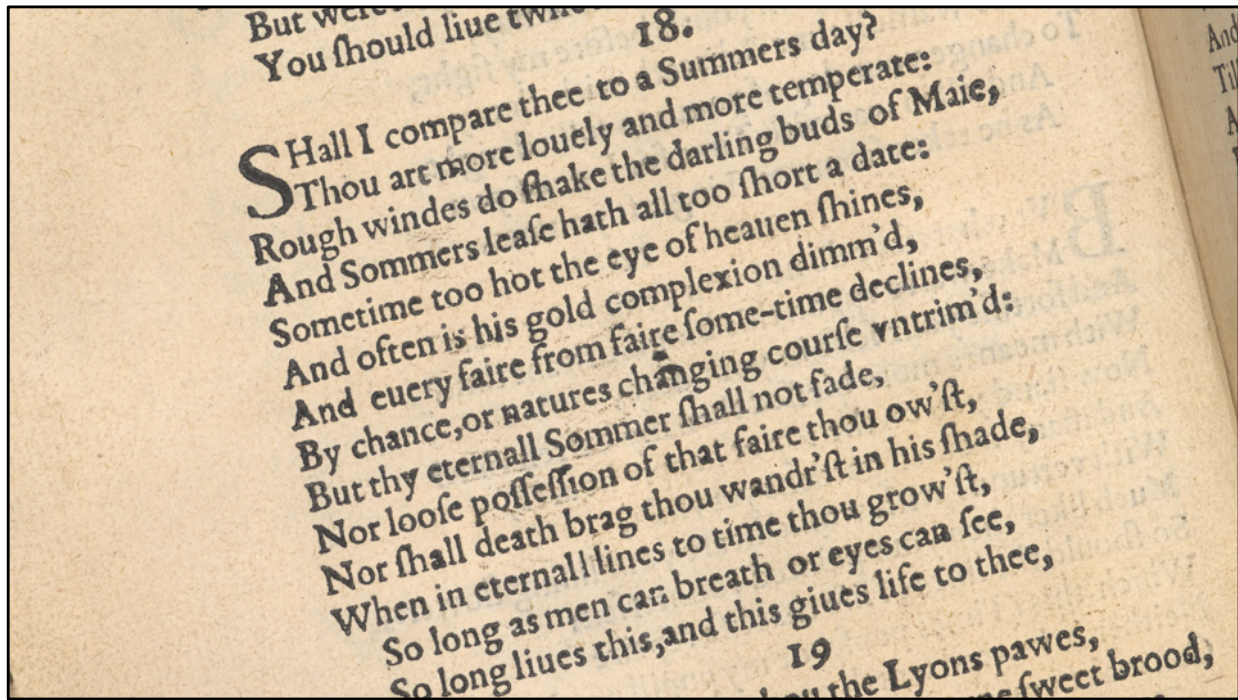 But were
You ſhould liue twi
18.
SHall I compare thee to a Summers day?
Thou art more louely and more temperate:
Rough windes do ſhake the darling buds of Maie,
And Sommers leaſe hath all too ſhort a date:
Sometime too hot the eye of heauen ſhines,
And often is his gold complexion dimm'd,
And euery faire from faire ſome-time declines,
By chance,or natures changing courſe vntrim'd:
But thy eternall Sommer ſhall not fade,
Nor looſe poſſeſſion of that faire thou ow'ſt,
Nor ſhall death brag thou wandr'ſt in his ſhade,
When in eternall lines to time thou grow'ſt,
So long as men can breath or eyes can ſee,
So long liues this,and this giues life to thee,
19
the Lyons pawes,
ſweet brood,
And